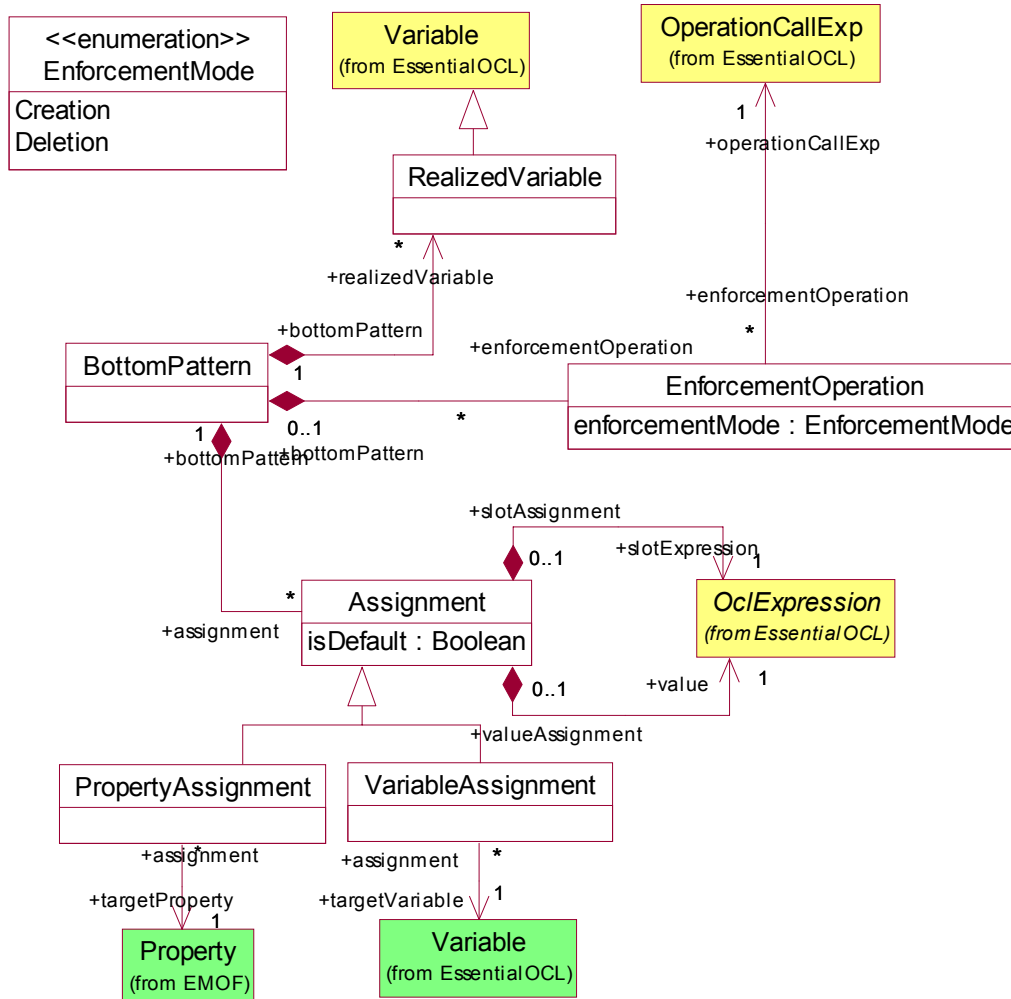 <<enumeration>>
EnforcementMode
Creation
Deletion
Variable
(from EssentialOCL)
OperationCallExp
(from EssentialOCL)
1
+operationCallExp
RealizedVariable
*
+realizedVariable
+enforcementOperation
*
+bottomPattern
1
+enforcementOperation
BottomPattern
EnforcementOperation
enforcementMode : EnforcementMode
0..1
*
+bottomPattern
1
+bottomPattern
+slotAssignment
0..1
+slotExpression
1
*
+assignment
Assignment
isDefault : Boolean
OclExpression
(from EssentialOCL)
0..1
+valueAssignment
+value
1
PropertyAssignment
VariableAssignment
*
+assignment
+targetProperty
1
*
+assignment
+targetVariable
1
Property
(from EMOF)
Variable
(from EssentialOCL)